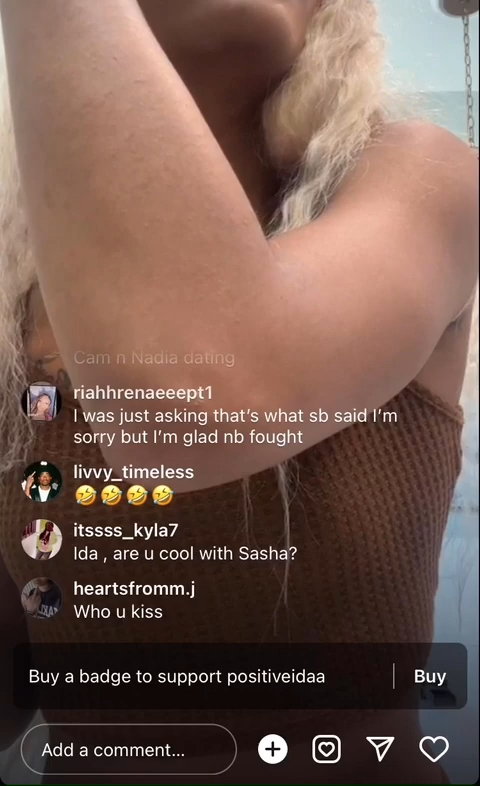 Cam n Nadia dating
riahhrenaeeept1
I was just asking that's what sb said I'm
sorry but I'm glad nb fought
livvy_timeless
🤣🤣🤣🤣
itssss_kyla7
Ida , are u cool with Sasha?
heartsfromm.j
Who u kiss
Buy a badge to support positiveidaa
Buy
Add a comment...